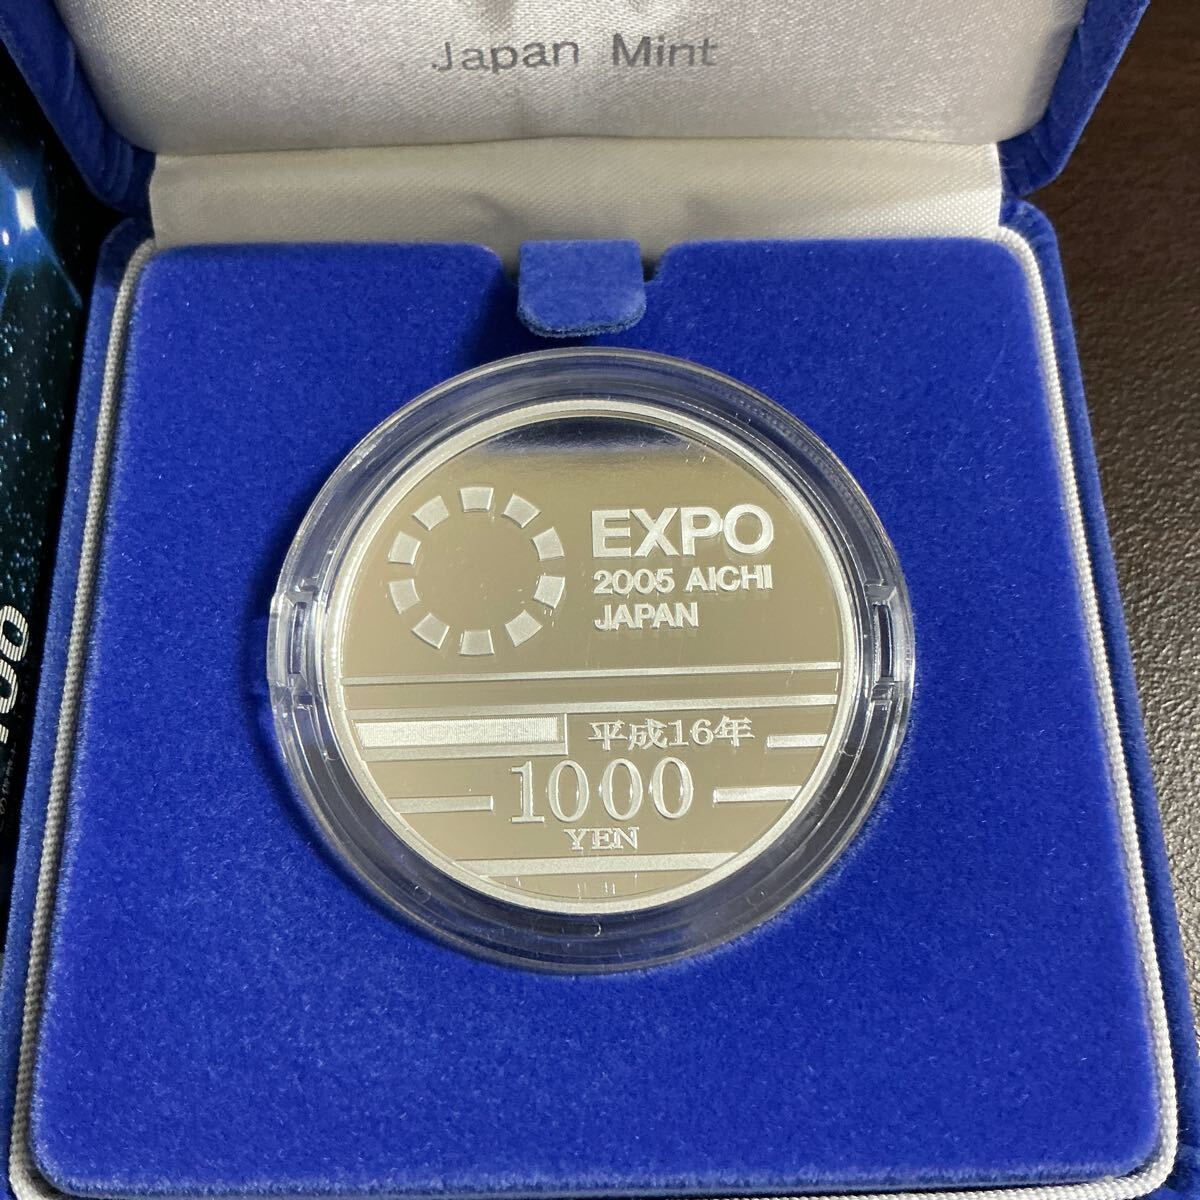 Japan Mint
EXPO
2005 AICHI
JAPAN
平成16年
1000
YEN